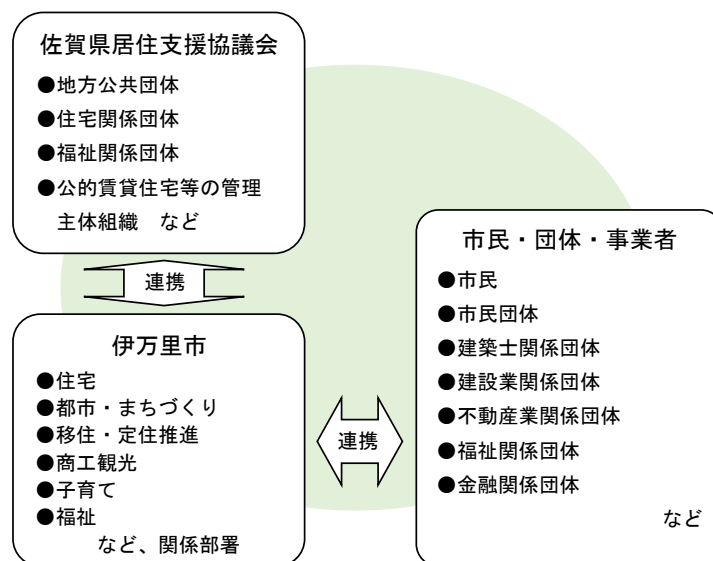 佐賀県居住支援協議会
●地方公共団体
●住宅関係団体
●福祉関係団体
●公的賃貸住宅等の管理
主体組織　など
連携
伊万里市
●住宅
●都市・まちづくり
●移住・定住推進
●商工観光
●子育て
●福祉
など、関係部署
連携
市民・団体・事業者
●市民
●市民団体
●建築士関係団体
●建設業関係団体
●不動産業関係団体
●福祉関係団体
●金融関係団体
など